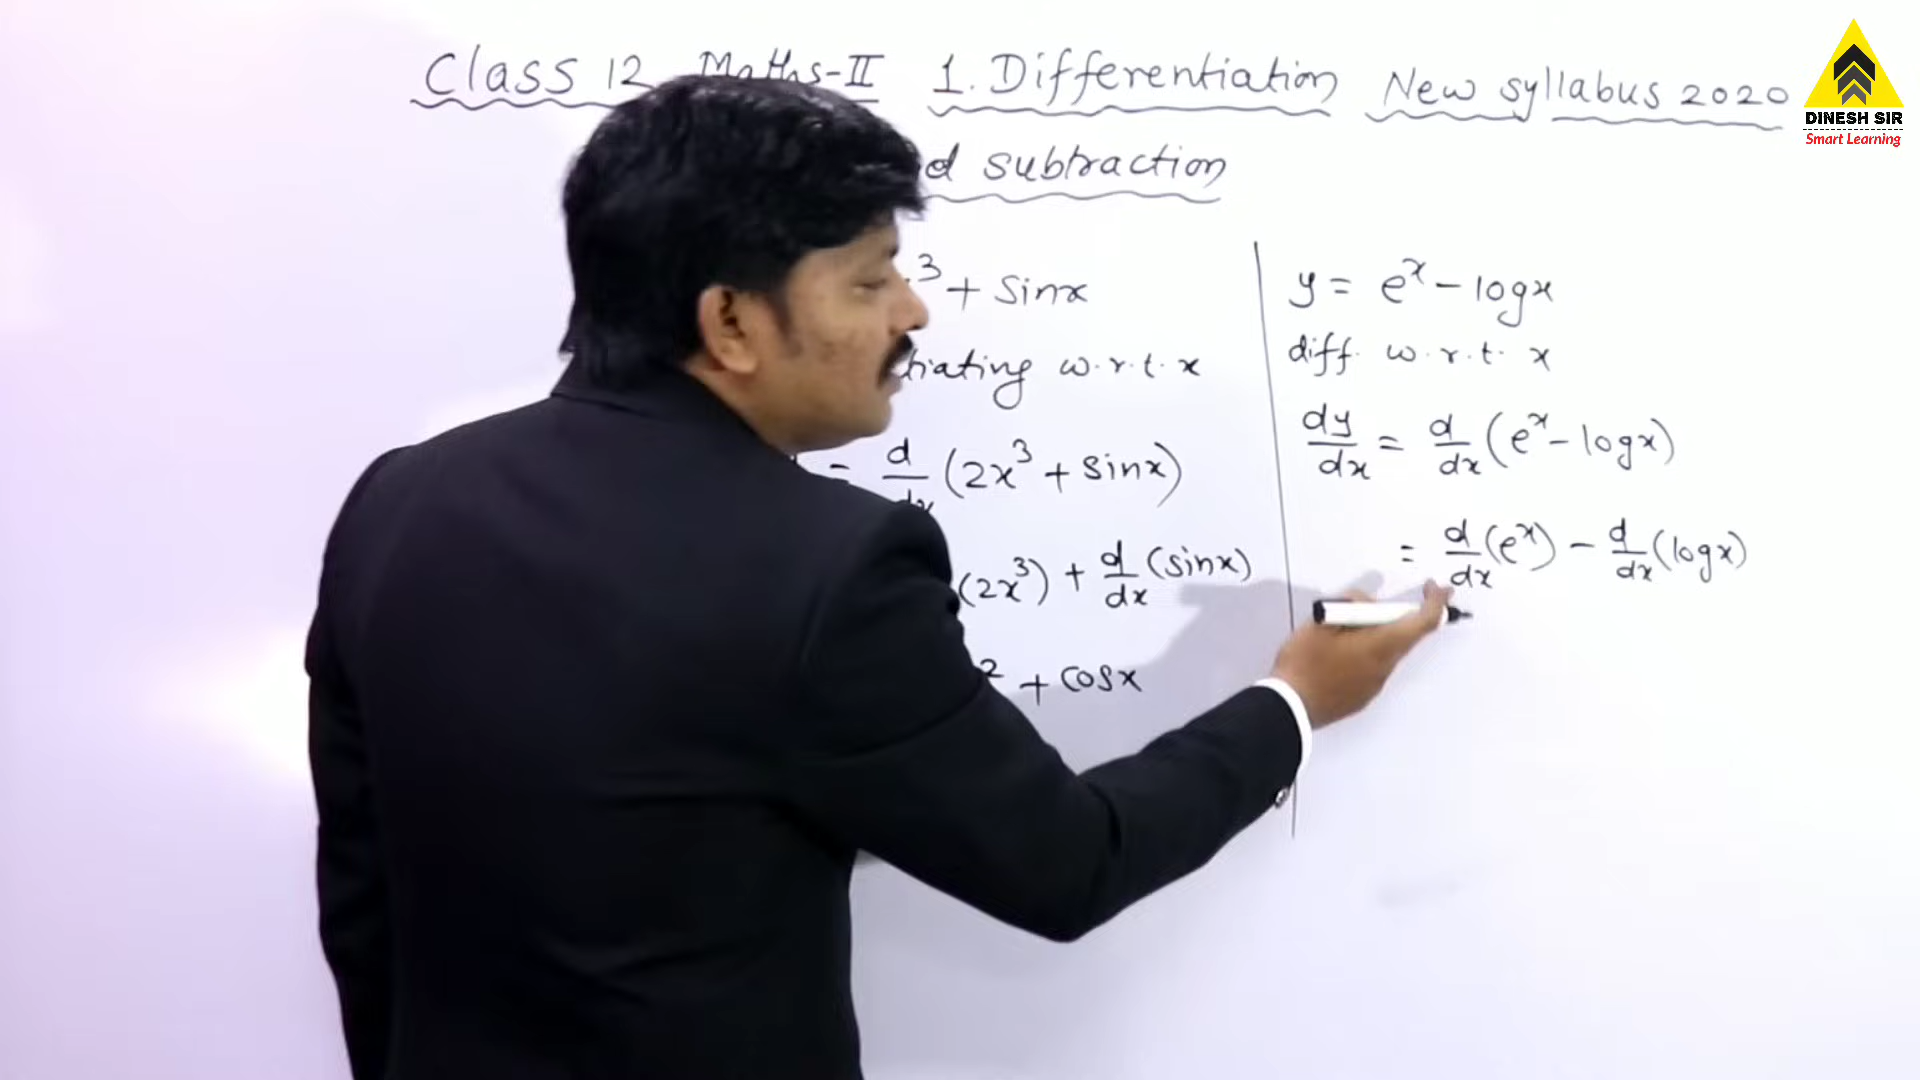 Class 12 Maths-II 1. Differentiation New syllabus 2020
DINESH SIR
Smart Learning
subtraction
3 + sinx
w.r.t. x
= d/dx (2x³ + sinx)
(2x³) + d/dx (sinx)
2 + cosx
y = eˣ - logx
diff. w.r.t. x
dy/dx = d/dx (eˣ - logx)
= d/dx (eˣ) - d/dx (logx)